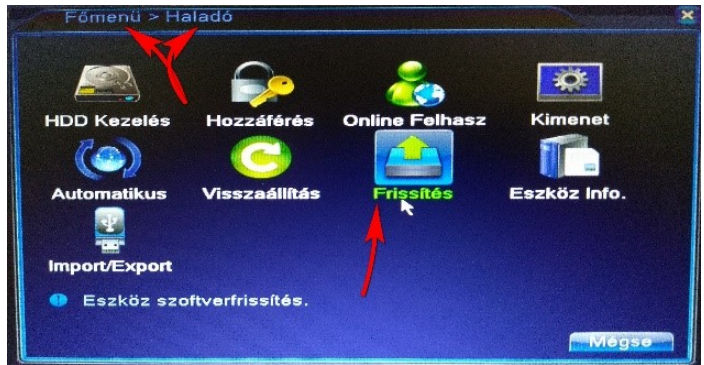 Főmenü > Haladó
HDD Kezelés Hozzáférés Online Felhasz Kimenet
Automatikus Visszaállítás Frissítés Eszköz Info.
Import/Export
Eszköz szoftverfrissítés.
Mégse